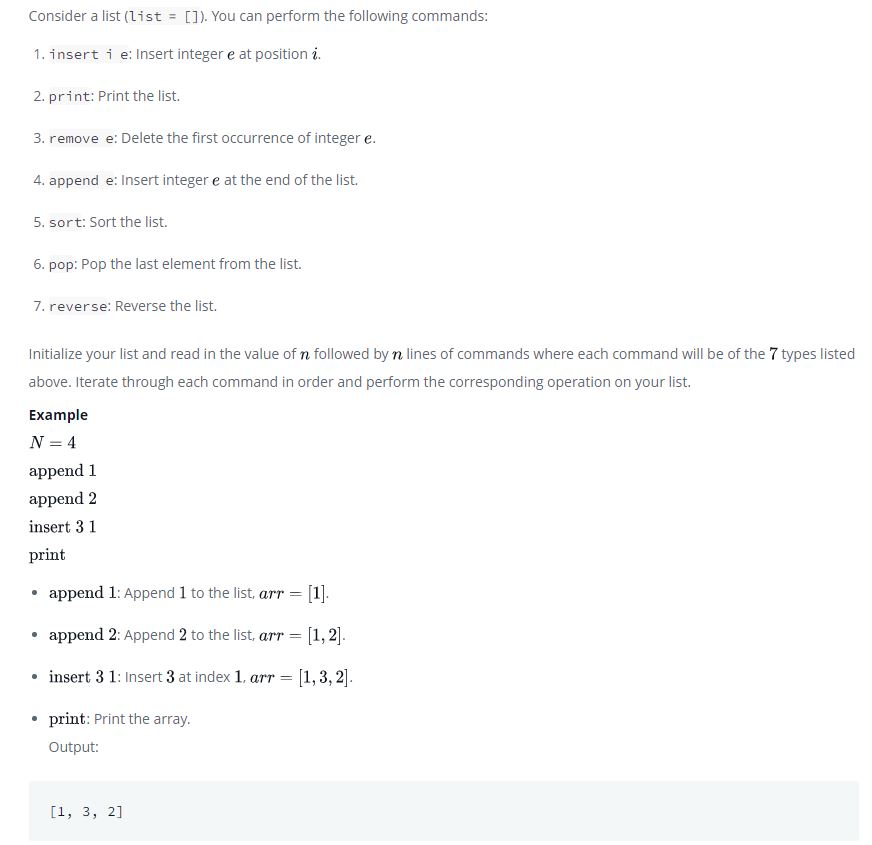 Consider a list (list = []). You can perform the following commands:
1. insert i e: Insert integer e at position i.
2. print: Print the list.
3. remove e: Delete the first occurrence of integer e.
4. append e: Insert integer e at the end of the list.
5. sort: Sort the list.
6. pop: Pop the last element from the list.
7. reverse: Reverse the list.
Initialize your list and read in the value of n followed by n lines of commands where each command will be of the 7 types listed
above. Iterate through each command in order and perform the corresponding operation on your list.
Example
N = 4
append 1
append 2
insert 3 1
print
• append 1: Append 1 to the list, arr = [1].
• append 2: Append 2 to the list, arr = [1, 2].
• insert 3 1: Insert 3 at index 1, arr = [1, 3, 2].
• print: Print the array.
Output:
[1, 3, 2]